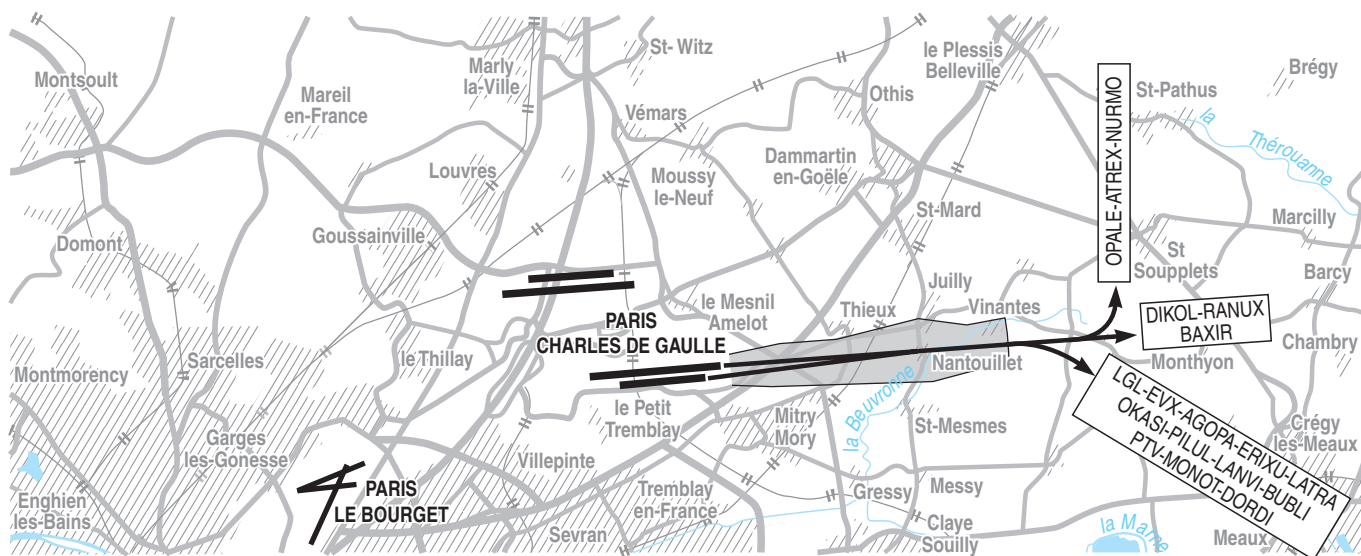 St- Witz
le Plessis
Belleville
Brégy
Montsoult
Marly
la-Ville
Mareil
en-France
Vémars
Othis
St-Pathus
la
Thérouanne
OPALE-ATREX-NURMO
Louvres
Moussy
le-Neuf
Dammartin
en-Goële
St-Mard
Marcilly
Domont
Goussainville
St
Soupplets
Barcy
Juilly
le Mesnil
Amelot
Thieux
Vinantes
PARIS
CHARLES DE GAULLE
DIKOL-RANUX
BAXIR
Sarcelles
le Thillay
Chambry
Montmorency
Nantouillet
Monthyon
LGL-EVX-AGOPA-ERIXU-LATRA
OKASI-PILUL-LANVI-BUBLI
PTV-MONOT-DORDI
le Petit
Tremblay
Mitry
Mory
la Beuvronne
St-Mesmes
Crégy
les-Meaux
Garges
les-Gonesse
Villepinte
PARIS
LE BOURGET
Enghien
les-Bains
Tremblay
en-France
Gressy
Messy
Sevran
Claye
Souilly
la Marne
Meaux